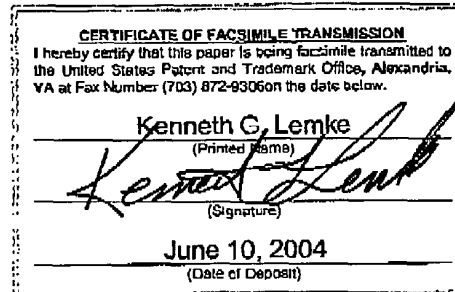 CERTIFICATE OF FACSIMILE TRANSMISSION
I hereby certify that this paper is being facsimile transmitted to
the United States Patent and Trademark Office, Alexandria,
VA at Fax Number (703) 872-9306on the date below.
Kenneth G. Lemke
(Printed Name)
(Signature)
June 10, 2004
(Date of Deposit)